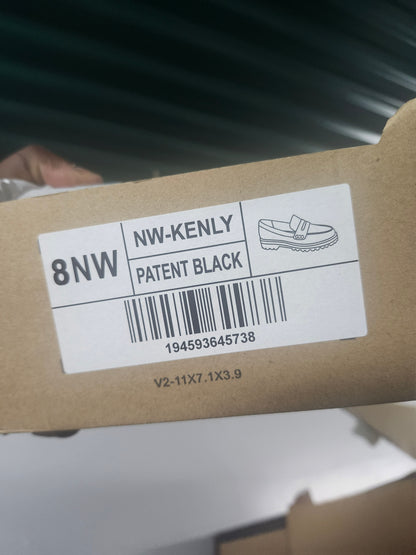 8NW
NW-KENLY
PATENT BLACK
194593645738
V2-11X7.1X3.9